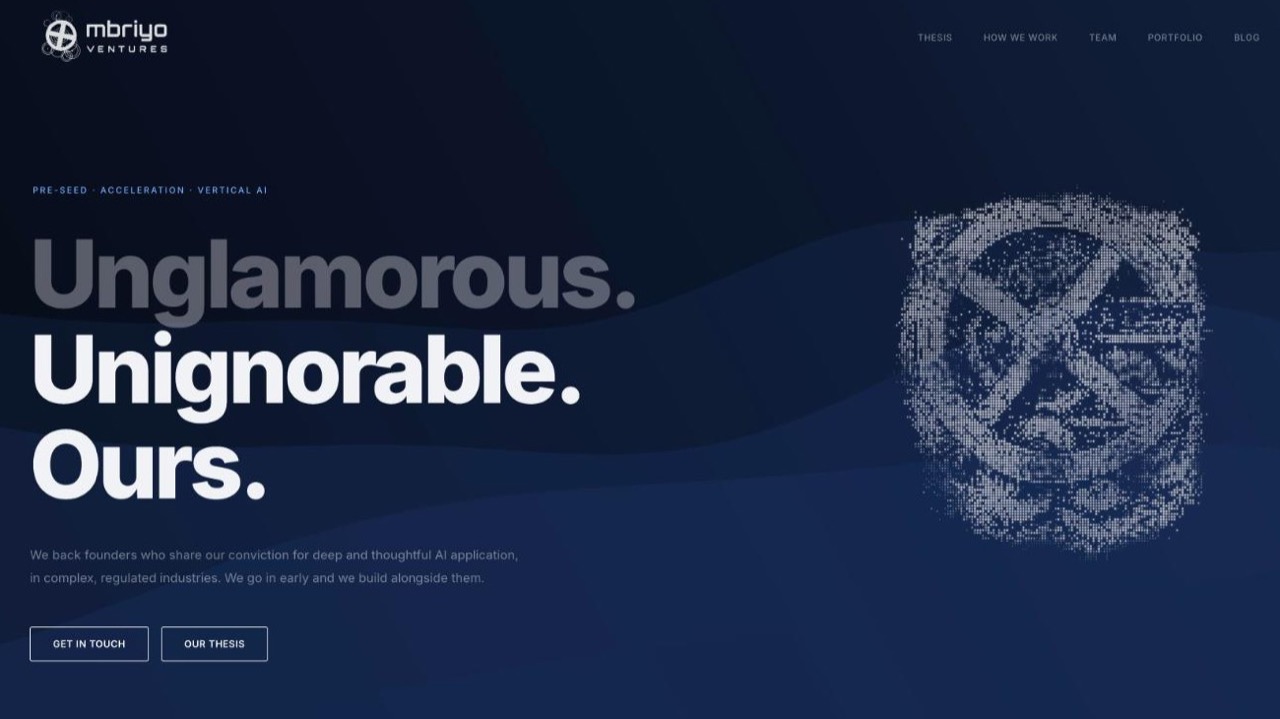 mbriyo
VENTURES
THESIS HOW WE WORK TEAM PORTFOLIO BLOG
PRE-SEED · ACCELERATION · VERTICAL AI
Unglamorous.
Unignorable.
Ours.
We back founders who share our conviction for deep and thoughtful AI application,
in complex, regulated industries. We go in early and we build alongside them.
GET IN TOUCH OUR THESIS